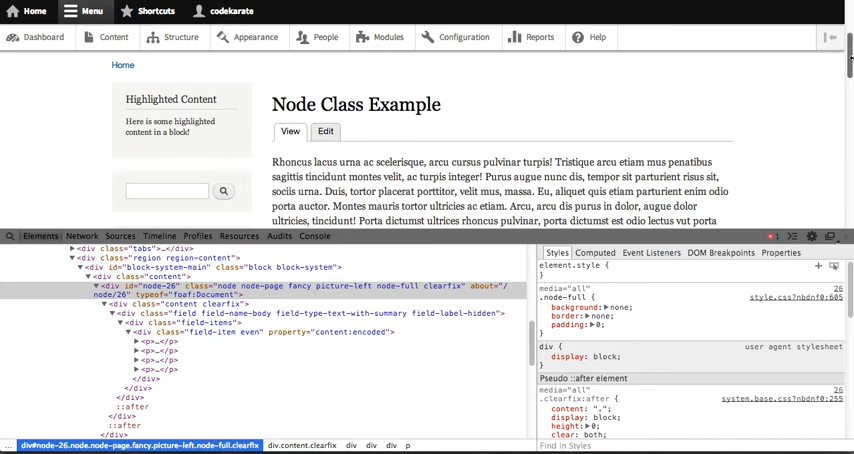 Home Menu Shortcuts codekarate
Dashboard Content Structure Appearance People Modules Configuration Reports Help
Home
Highlighted Content
Here is some highlighted
content in a block!
Node Class Example
View Edit
Rhoncus lacus urna ac scelerisque, arcu cursus pulvinar turpis! Tristique arcu etiam mus penatibus
sagittis tincidunt montes velit, ac turpis integer! Purus augue nunc dis, tempor sit parturient risus sit,
sociis urna. Duis, tortor placerat porttitor, velit mus, massa. Eu, aliquet quis etiam parturient enim odio
porta auctor. Montes mauris tortor ultricies ac etiam. Arcu, arcu dis purus in dolor, augue duis
ultricies, tincidunt! Porta dictumst ultrices rhoncus pulvinar, porta dictumst est odio lectus vut porta
Elements Network Sources Timeline Profiles Resources Audits Console 1
▶<div class="tabs">…</div>
▼<div class="region region-content">
▼<div id="block-system-main" class="block block-system">
▼<div class="content">
▼<div id="node-26" class="node node-page fancy picture-left node-full clearfix" about="/
node/26" typeof="foaf:Document">
▼<div class="content clearfix">
▼<div class="field field-name-body field-type-text-with-summary field-label-hidden">
▼<div class="field-items">
▼<div class="field-item even" property="content:encoded">
▶<p>…</p>
▶<p>…</p>
▶<p>…</p>
▶<p>…</p>
</div>
</div>
</div>
::after
</div>
::after
</div>
... div#node-26.node.node-page.fancy.picture-left.node-full.clearfix div.content.clearfix div div div p
Styles Computed Event Listeners DOM Breakpoints Properties
element.style {
}
media="all" 26
.node-full { style.css?nbdnf0:605
background:▶none;
border:▶none;
padding:▶0;
}
div { user agent stylesheet
display: block;
}
Pseudo ::after element
media="all" 26
.clearfix:after { system.base.css?nbdnf0:255
content: ".";
display: block;
height:▶0;
clear: both;
Find in Styles